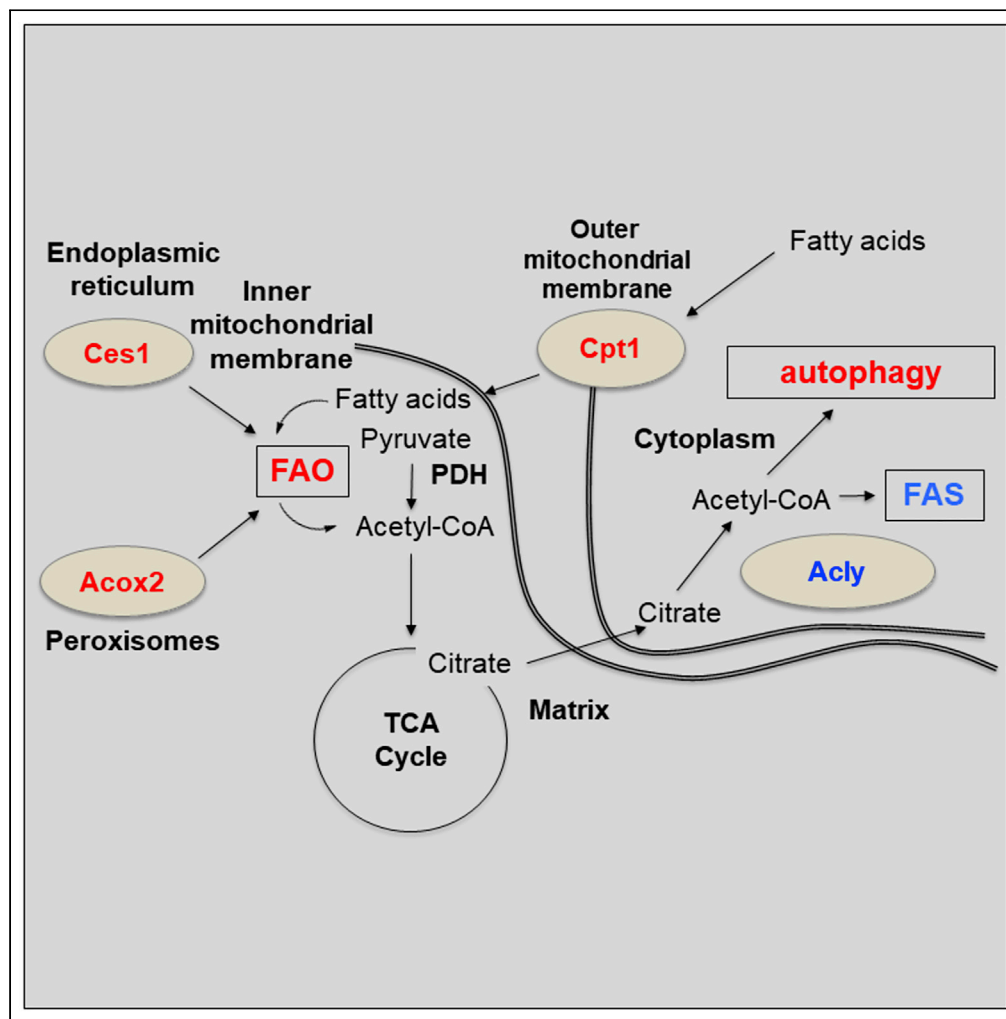 Endoplasmic
reticulum
Ces1
Inner
mitochondrial
membrane
Outer
mitochondrial
membrane
Cpt1
Fatty acids
autophagy
Fatty acids
Pyruvate
PDH
FAO
Acetyl-CoA
Cytoplasm
Acetyl-CoA
FAS
Acly
Citrate
Acox2
Peroxisomes
Citrate
Matrix
TCA
Cycle